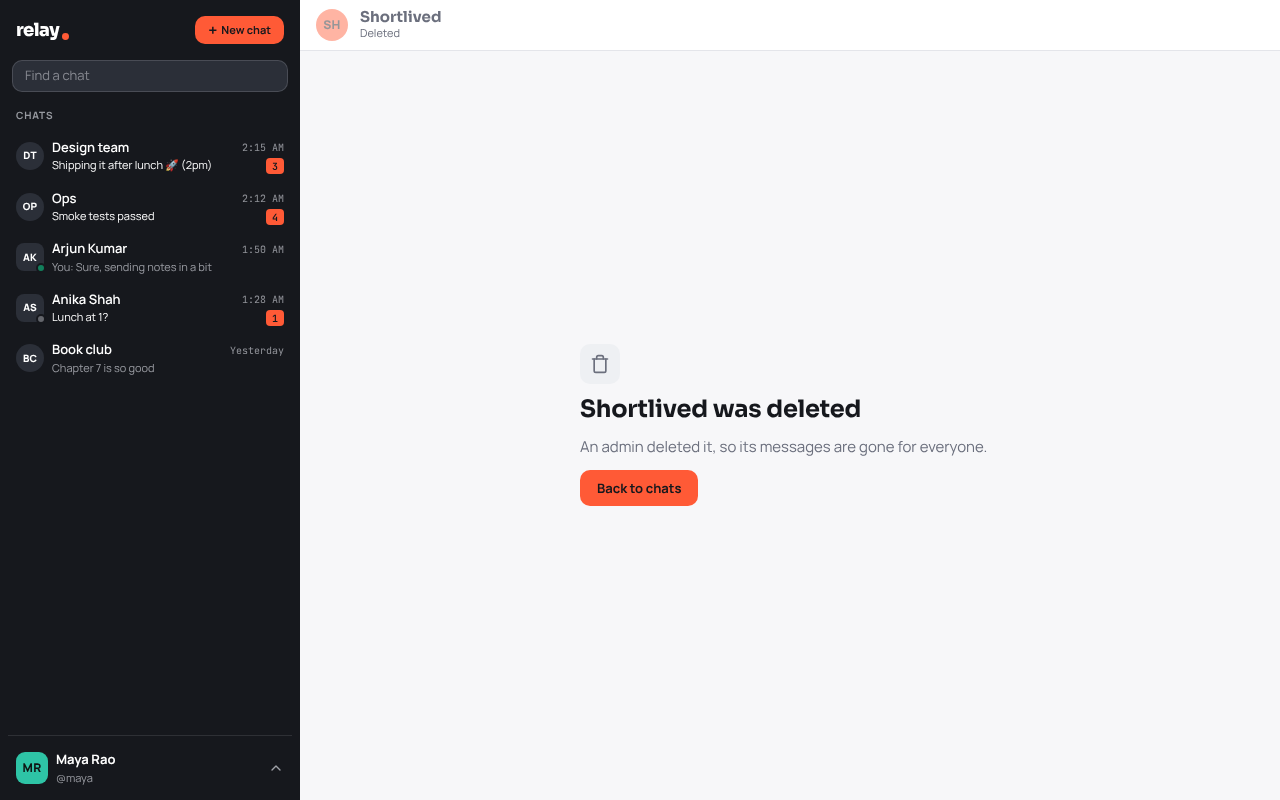 relay.
+ New chat
Find a chat
CHATS
DT Design team 2:15 AM
Shipping it after lunch 🚀 (2pm) 3
OP Ops 2:12 AM
Smoke tests passed 4
AK Arjun Kumar 1:50 AM
You: Sure, sending notes in a bit
AS Anika Shah 1:28 AM
Lunch at 1? 1
BC Book club Yesterday
Chapter 7 is so good
MR Maya Rao
@maya
SH Shortlived
Deleted
Shortlived was deleted
An admin deleted it, so its messages are gone for everyone.
Back to chats